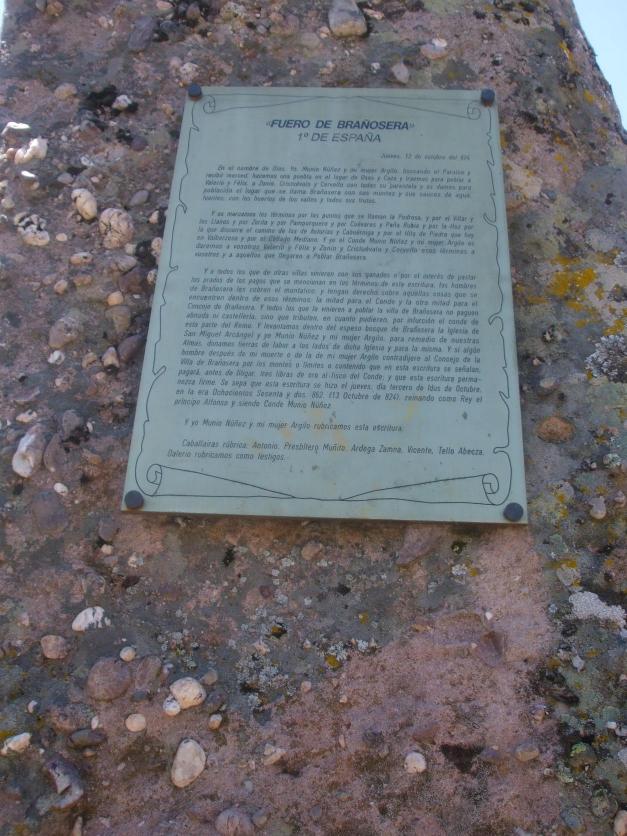 «FUERO DE BRAÑOSERA»
1º DE ESPAÑA
Jueves, 12 de octubre del 824
En el nombre de Dios, Yo, Munio Núñez y mi mujer Argilo, buscando el Paraíso y
recibir merced, hacemos una puebla en el lugar de Osos y Caza y traemos para poblar a
Valerio y Félix, a Zonio, Cristuévalo y Cervello con todos su parentela y os damos para
población el lugar que se llama Brañosera con sus montes y sus cauces de agua,
fuentes, con los huertos de los valles y todos sus frutos.
Y os marcamos los términos por los puntos que se llaman la Pedrosa, y por el Villar y
los Llanos y por Zorita y por Pamporquero y por Cuévares y Peña Rubia y por la Hoz por
la que discurre el camino de los de Asturias y Cabuérniga y por el Hito de Piedra que hay
en Valberzoso y por el Collado Mediano. Y yo el Conde Munio Núñez y mi mujer Argilo os
daremos a vosotros Valerio y Félix y Zonio y Cristuévalo y Cervello esos términos a
vosotros y a aquellos que llegaren a Poblar Brañosera.
Y a todos los que de otras villas vinieren con sus ganados o por el interés de pastar
los prados de los pagos que se mencionan en los términos de esta escritura, los hombres
de Brañosera les cobren el montático; y tengan derecho sobre aquellas cosas que se
encuentren dentro de esos términos; la mitad para el Conde y la otra mitad para el
Concejo de Brañosera. Y todos los que la vinieren a poblar la villa de Brañosera no paguen
abnuda ni castellería, sino que tributen, en cuanto pudieren, por infurción el conde de
esta parte del Reino. Y levantamos dentro del espeso bosque de Brañosera la Iglesia de
San Miguel Arcángel y yo Munio Núñez y mi mujer Argilo, para remedio de nuestras
Almas, donamos tierras de labor a los lados de dicha Iglesia y para la misma. Y si algún
hombre después de mi muerte o de la de mi mujer Argilo contradijere al Concejo de la
Villa de Brañosera por los montes o límites o contenido que en esta escritura se señalan,
pagará, antes de litigar, tres libras de oro al fisco del Conde; y que esta escritura perma-
nezca firme. Se sepa que esta escritura se hizo el jueves, día tercero de Idus de Octubre,
en la era Ochocientos Sesenta y dos, 862, (13 Octubre de 824), reinando como Rey el
príncipe Alfonso y siendo Conde Munio Núñez.
Y yo Munio Núñez y mi mujer Argilo rubricamos esta escritura.
Caballairas rúbrica: Antonio, Presbítero Muñito, Ardega Zamna, Vicente, Tello Abecza,
Valerio rubricamos como testigos.